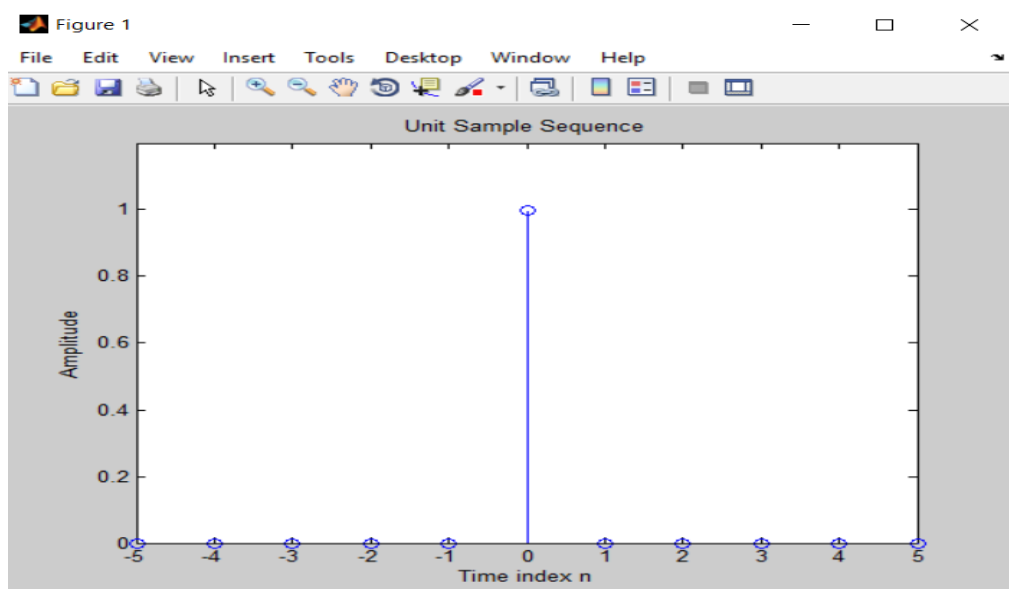 Figure 1
File Edit View Insert Tools Desktop Window Help
Unit Sample Sequence
1
0.8
0.6
0.4
0.2
0
Amplitude
-5 -4 -3 -2 -1 0 1 2 3 4 5
Time index n